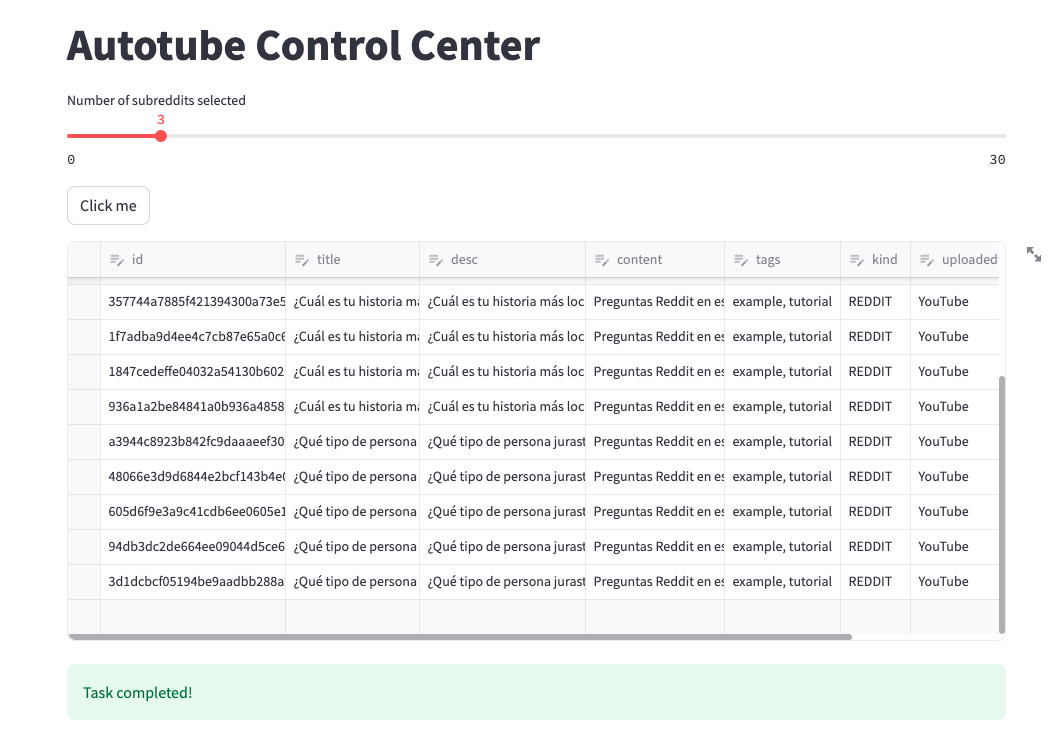 Autotube Control Center
Number of subreddits selected
3
0 30
Click me
id title desc content tags kind uploaded
357744a7885f421394300a73e5 ¿Cuál es tu historia m ¿Cuál es tu historia más loc Preguntas Reddit en es example, tutorial REDDIT YouTube
1f7adba9d4ee4c7cb87e65a0c6 ¿Cuál es tu historia m ¿Cuál es tu historia más loc Preguntas Reddit en es example, tutorial REDDIT YouTube
1847cedeffe04032a54130b602 ¿Cuál es tu historia m ¿Cuál es tu historia más loc Preguntas Reddit en es example, tutorial REDDIT YouTube
936a1a2be84841a0b936a4858 ¿Cuál es tu historia m ¿Cuál es tu historia más loc Preguntas Reddit en es example, tutorial REDDIT YouTube
a3944c8923b842fc9daaaeef30 ¿Qué tipo de persona ¿Qué tipo de persona jurast Preguntas Reddit en es example, tutorial REDDIT YouTube
48066e3d9d6844e2bcf143b4e0 ¿Qué tipo de persona ¿Qué tipo de persona jurast Preguntas Reddit en es example, tutorial REDDIT YouTube
605d6f9e3a9c41cdb6ee0605e1 ¿Qué tipo de persona ¿Qué tipo de persona jurast Preguntas Reddit en es example, tutorial REDDIT YouTube
94db3dc2de664ee09044d5ce6 ¿Qué tipo de persona ¿Qué tipo de persona jurast Preguntas Reddit en es example, tutorial REDDIT YouTube
3d1dcbcf05194be9aadbb288a ¿Qué tipo de persona ¿Qué tipo de persona jurast Preguntas Reddit en es example, tutorial REDDIT YouTube
Task completed!